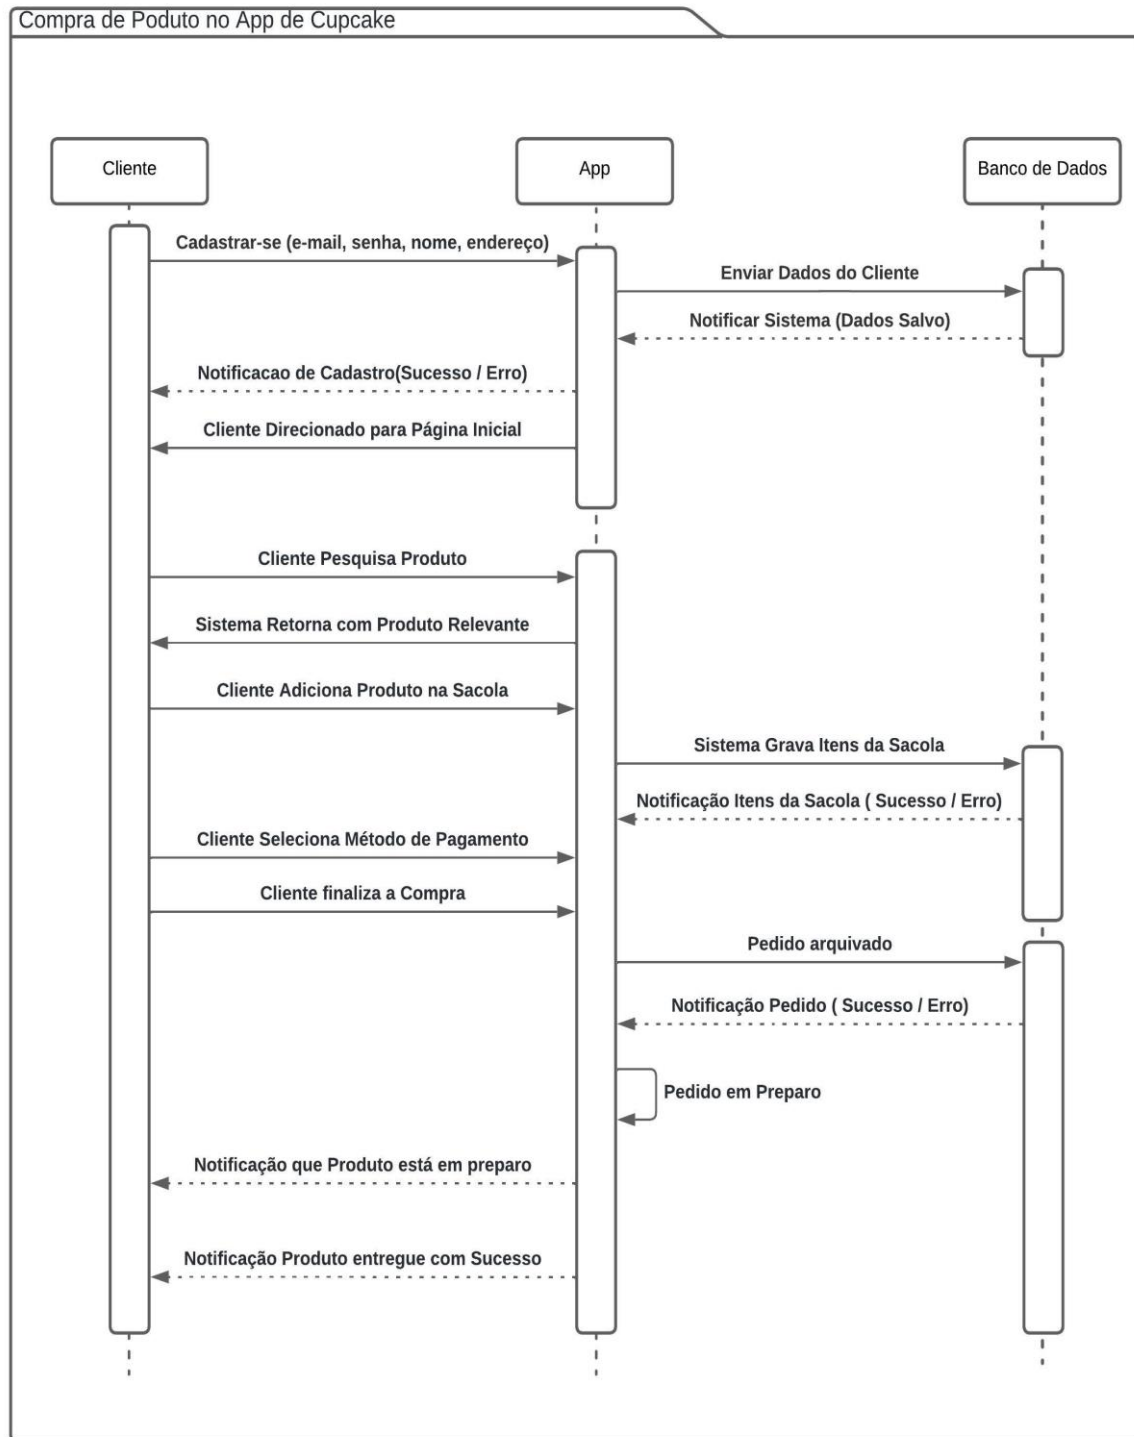 Compra de Poduto no App de Cupcake
Cliente
App
Banco de Dados
Cadastrar-se (e-mail, senha, nome, endereço)
Enviar Dados do Cliente
Notificar Sistema (Dados Salvo)
Notificacao de Cadastro(Sucesso / Erro)
Cliente Direcionado para Página Inicial
Cliente Pesquisa Produto
Sistema Retorna com Produto Relevante
Cliente Adiciona Produto na Sacola
Sistema Grava Itens da Sacola
Notificação Itens da Sacola ( Sucesso / Erro)
Cliente Seleciona Método de Pagamento
Cliente finaliza a Compra
Pedido arquivado
Notificação Pedido ( Sucesso / Erro)
Pedido em Preparo
Notificação que Produto está em preparo
Notificação Produto entregue com Sucesso